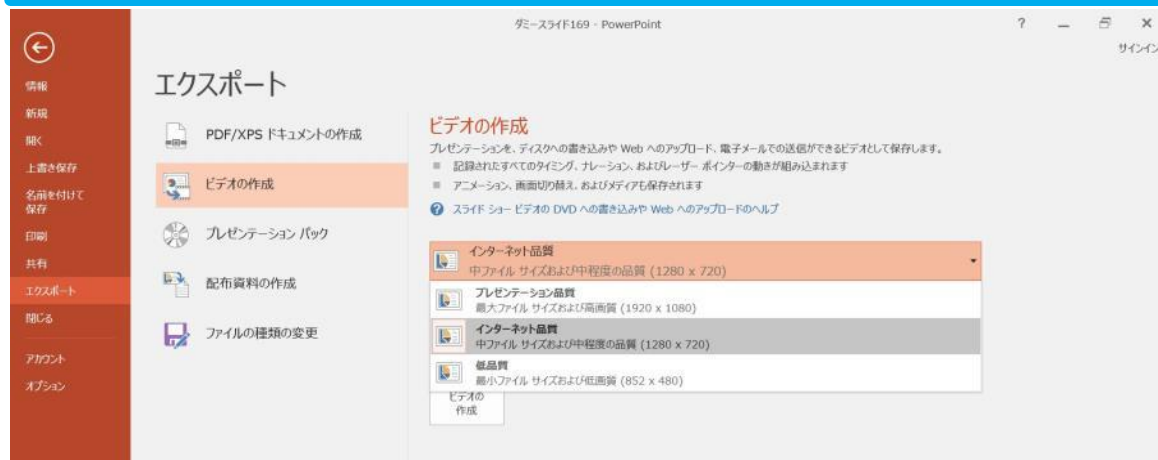 ダミースライド169 - PowerPoint
?
サインイン
情報
新規
開く
上書き保存
名前を付けて
保存
印刷
共有
エクスポート
閉じる
アカウント
オプション
エクスポート
PDF/XPS ドキュメントの作成
ビデオの作成
プレゼンテーション パック
配布資料の作成
ファイルの種類の変更
ビデオの作成
プレゼンテーションを、ディスクへの書き込みや Web へのアップロード、電子メールでの送信ができるビデオとして保存します。
記録されたすべてのタイミング、ナレーション、およびレーザー ポインターの動きが組み込まれます
アニメーション、画面切り替え、およびメディアも保存されます
スライド ショー ビデオの DVD への書き込みや Web へのアップロードのヘルプ
インターネット品質
中ファイル サイズおよび中程度の品質 (1280 x 720)
プレゼンテーション品質
最大ファイル サイズおよび高画質 (1920 x 1080)
インターネット品質
中ファイル サイズおよび中程度の品質 (1280 x 720)
低品質
最小ファイル サイズおよび低画質 (852 x 480)
ビデオの
作成